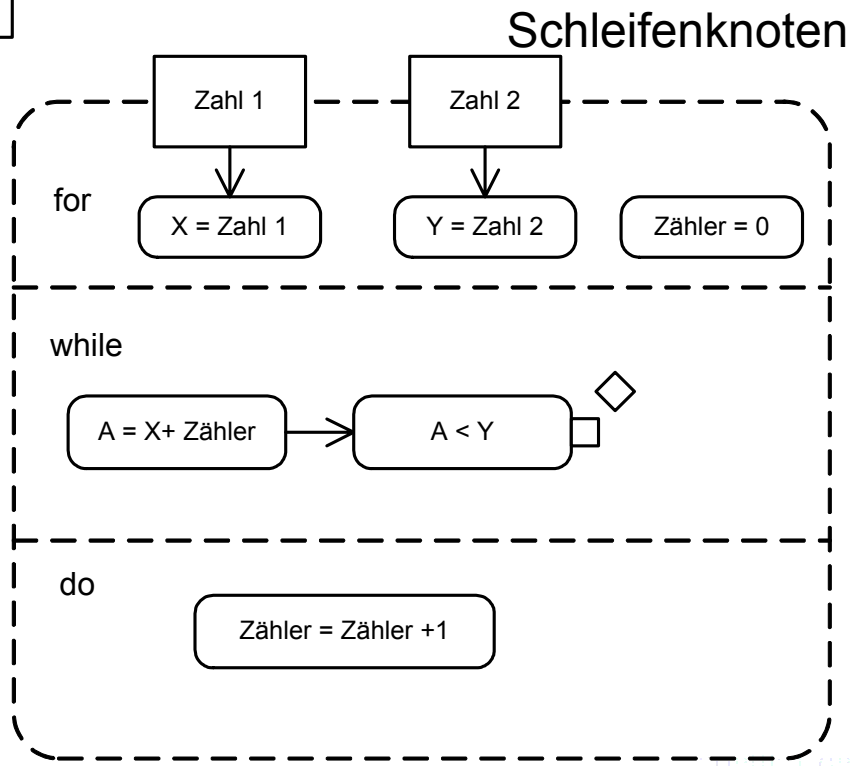 Schleifenknoten
Zahl 1
Zahl 2
for
X = Zahl 1
Y = Zahl 2
Zähler = 0
while
A = X+ Zähler
A < Y
do
Zähler = Zähler +1